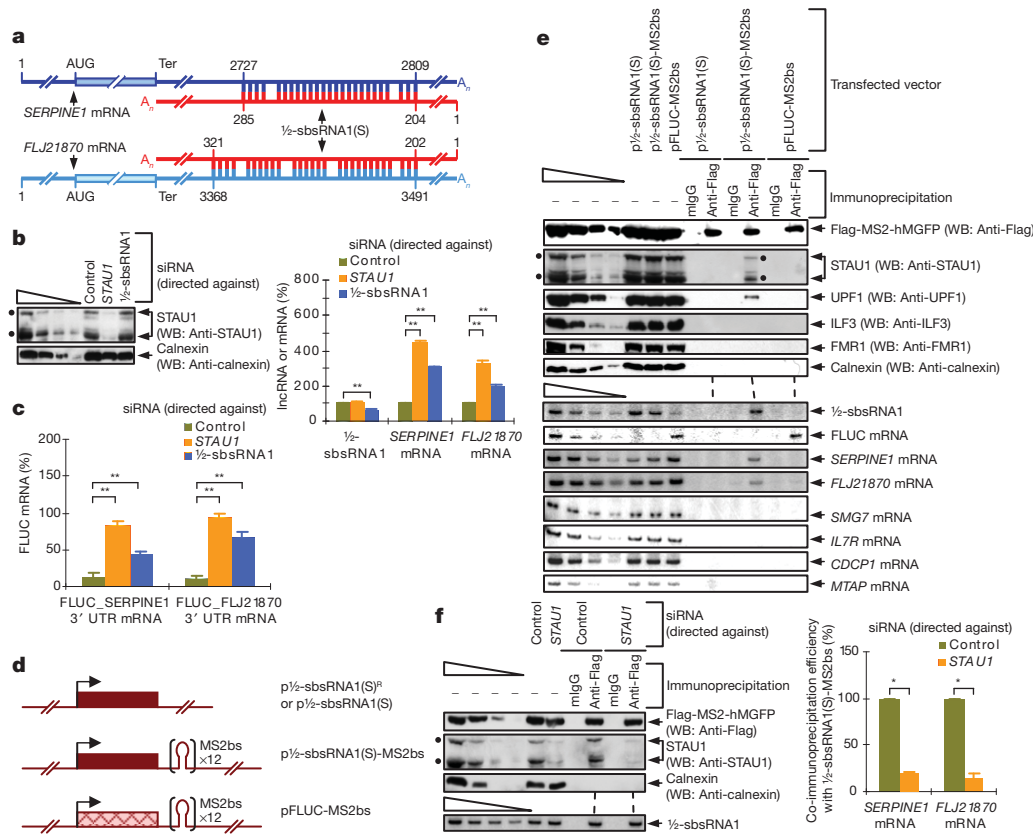 a
1
AUG
Ter
2727
2809
Aₙ
SERPINE1 mRNA
Aₙ
285
204
1
½-sbsRNA1(S)
FLJ21870 mRNA
321
202
1
Aₙ
1
AUG
Ter
3368
3491
Aₙ
b
Control
STAU1
½-sbsRNA1
siRNA
(directed against)
STAU1
(WB: Anti-STAU1)
Calnexin
(WB: Anti-calnexin)
siRNA (directed against)
Control
STAU1
½-sbsRNA1
lncRNA or mRNA (%)
1,000
800
600
400
200
0
**
**
**
**
**
½-
sbsRNA1
SERPINE1
mRNA
FLJ21870
mRNA
c
siRNA (directed against)
Control
STAU1
½-sbsRNA1
FLUC mRNA (%)
200
150
100
50
0
**
**
**
**
FLUC_SERPINE1
3′ UTR mRNA
FLUC_FLJ21870
3′ UTR mRNA
d
p½-sbsRNA1(S)ᴿ
or p½-sbsRNA1(S)
MS2bs
×12
p½-sbsRNA1(S)-MS2bs
MS2bs
×12
pFLUC-MS2bs
e
p½-sbsRNA1(S)
p½-sbsRNA1(S)-MS2bs
pFLUC-MS2bs
p½-sbsRNA1(S)
p½-sbsRNA1(S)-MS2bs
pFLUC-MS2bs
Transfected vector
– – – – – – –
mIgG
Anti-Flag
mIgG
Anti-Flag
mIgG
Anti-Flag
Immunoprecipitation
Flag-MS2-hMGFP (WB: Anti-Flag)
STAU1 (WB: Anti-STAU1)
UPF1 (WB: Anti-UPF1)
ILF3 (WB: Anti-ILF3)
FMR1 (WB: Anti-FMR1)
Calnexin (WB: Anti-calnexin)
½-sbsRNA1
FLUC mRNA
SERPINE1 mRNA
FLJ21870 mRNA
SMG7 mRNA
IL7R mRNA
CDCP1 mRNA
MTAP mRNA
f
Control
STAU1
Control
STAU1
siRNA
(directed against)
– – – – – –
mIgG
Anti-Flag
mIgG
Anti-Flag
Immunoprecipitation
Flag-MS2-hMGFP
(WB: Anti-Flag)
STAU1
(WB: Anti-STAU1)
Calnexin
(WB: Anti-calnexin)
½-sbsRNA1
siRNA (directed against)
Control
STAU1
Co-immunoprecipitation efficiency
with ½-sbsRNA1(S)-MS2bs (%)
150
100
50
0
*
*
SERPINE1
mRNA
FLJ21870
mRNA